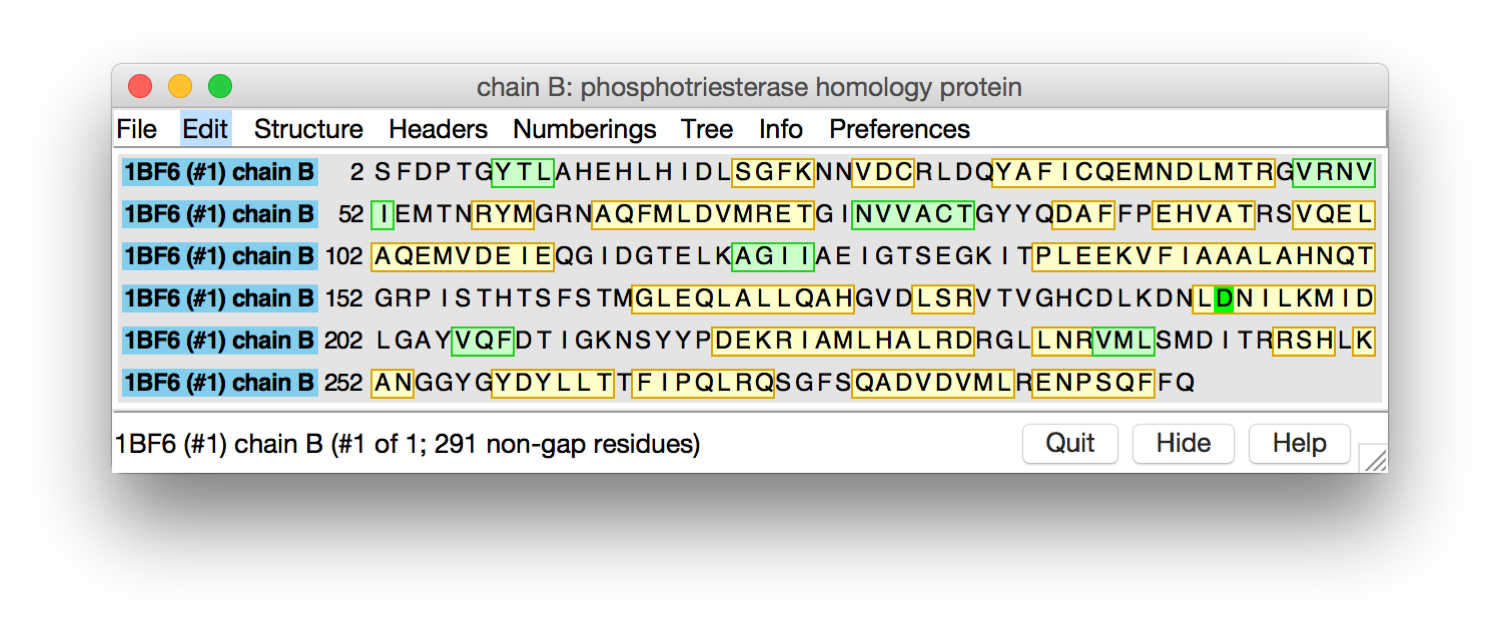 chain B: phosphotriesterase homology protein
File Edit Structure Headers Numberings Tree Info Preferences
1BF6 (#1) chain B 2 SFDPTGYTLAHEHLHIDLSGFKNNVDCRLDQYAFICQEMNDLMTRGVRNV
1BF6 (#1) chain B 52 IEMTNRYMGRNAQFMLDVMRETGINVVACTGYYQDAFFPEHVATRSVQEL
1BF6 (#1) chain B 102 AQEMVDEIEQGIDGTELKAGIIAEIGTSEGKITPLEEKVFIAAALAHNQT
1BF6 (#1) chain B 152 GRPISTHTSFSTMGLEQLALLQAHGVDLSRVTVGHCDLKDNLDNILKMID
1BF6 (#1) chain B 202 LGAYVQFDTIGKNSYYPDEKRIAMLHALRDRGLLNRVMLSMDITRRSHLK
1BF6 (#1) chain B 252 ANGGYGYDYLLTTFIPQLRQSGFSQADVDVMLRENPSQFFQ
1BF6 (#1) chain B (#1 of 1; 291 non-gap residues) Quit Hide Help